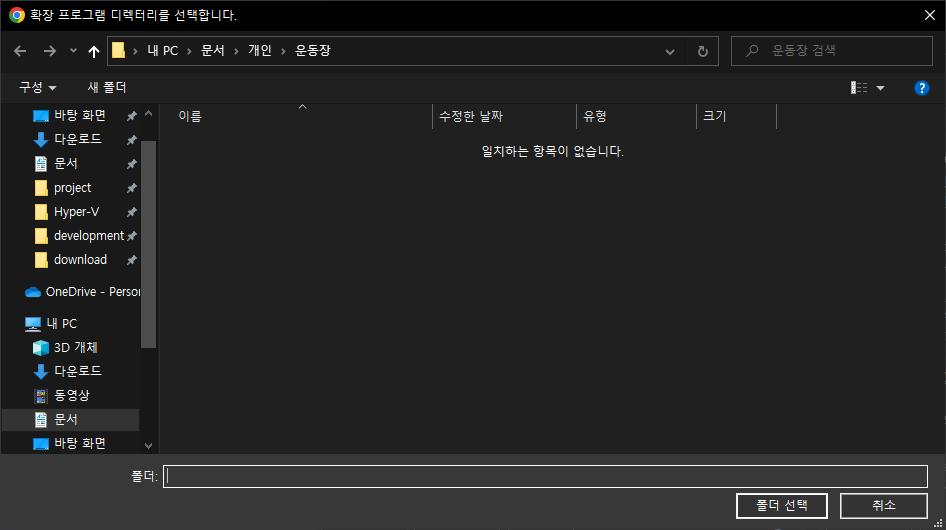 확장 프로그램 디렉터리를 선택합니다.
내 PC > 문서 > 개인 > 운동장
운동장 검색
구성 새 폴더
이름 수정한 날짜 유형 크기
일치하는 항목이 없습니다.
바탕 화면
다운로드
문서
project
Hyper-V
development
download
OneDrive - Person
내 PC
3D 개체
다운로드
동영상
문서
바탕 화면
폴더:
폴더 선택 취소